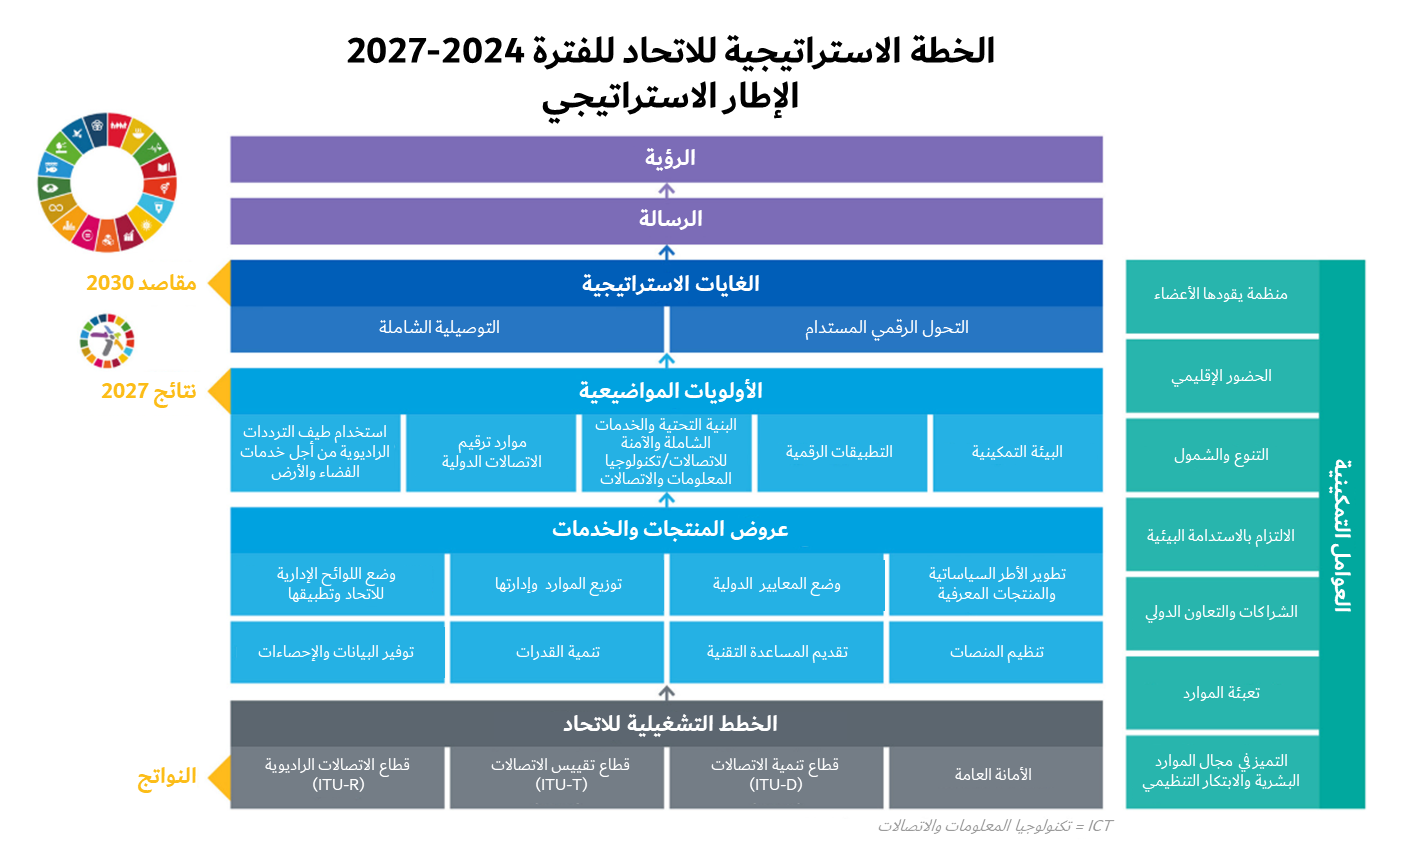 الخطة الاستراتيجية للاتحاد للفترة 2024-2027
الإطار الاستراتيجي
الرؤية
الرسالة
الغايات الاستراتيجية
مقاصد 2030
التحول الرقمي المستدام
التوصيلية الشاملة
الأولويات المواضيعية
نتائج 2027
البيئة التمكينية
التطبيقات الرقمية
البنية التحتية والخدمات
الشاملة والآمنة
للاتصالات/تكنولوجيا
المعلومات والاتصالات
موارد ترقيم
الاتصالات الدولية
استخدام طيف الترددات
الراديوية من أجل خدمات
الفضاء والأرض
عروض المنتجات والخدمات
تطوير الأطر السياساتية
والمنتجات المعرفية
وضع المعايير الدولية
توزيع الموارد وإدارتها
وضع اللوائح الإدارية
للاتحاد وتطبيقها
تنظيم المنصات
تقديم المساعدة التقنية
تنمية القدرات
توفير البيانات والإحصاءات
الخطط التشغيلية للاتحاد
النواتج
الأمانة العامة
قطاع تنمية الاتصالات
(ITU-D)
قطاع تقييس الاتصالات
(ITU-T)
قطاع الاتصالات الراديوية
(ITU-R)
العوامل التمكينية
منظمة يقودها الأعضاء
الحضور الإقليمي
التنوع والشمول
الالتزام بالاستدامة البيئية
الشراكات والتعاون الدولي
تعبئة الموارد
التميز في مجال الموارد
البشرية والابتكار التنظيمي
ICT = تكنولوجيا المعلومات والاتصالات